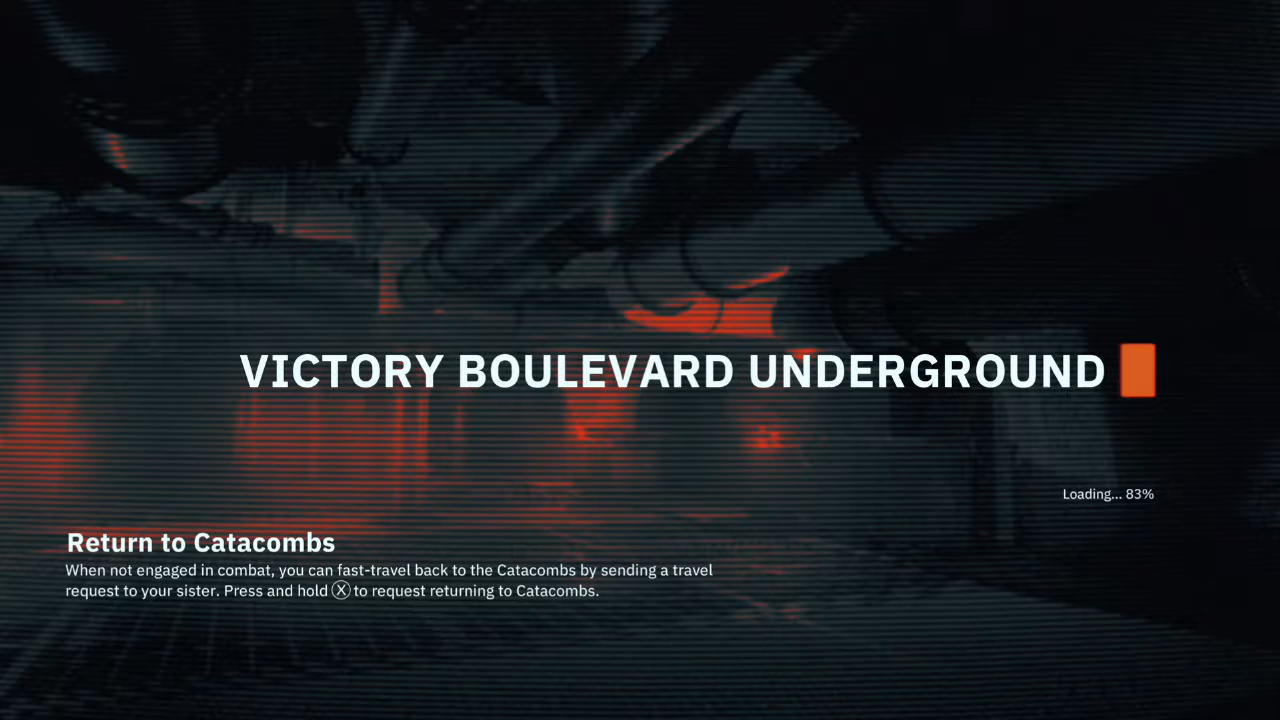 VICTORY BOULEVARD UNDERGROUND
Loading... 83%
Return to Catacombs
When not engaged in combat, you can fast-travel back to the Catacombs by sending a travel
request to your sister. Press and hold Ⓧ to request returning to Catacombs.